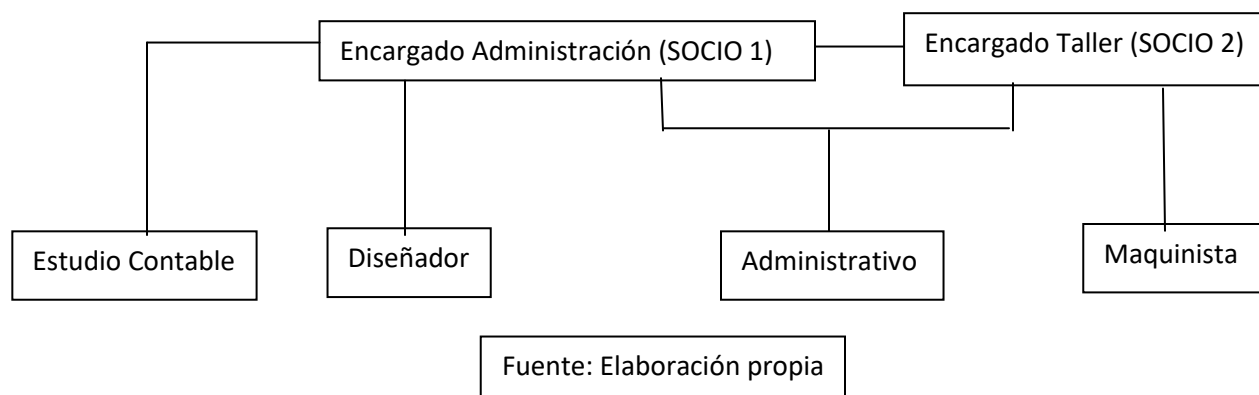 Encargado Administración (SOCIO 1)
Encargado Taller (SOCIO 2)
Estudio Contable
Diseñador
Administrativo
Maquinista
Fuente: Elaboración propia